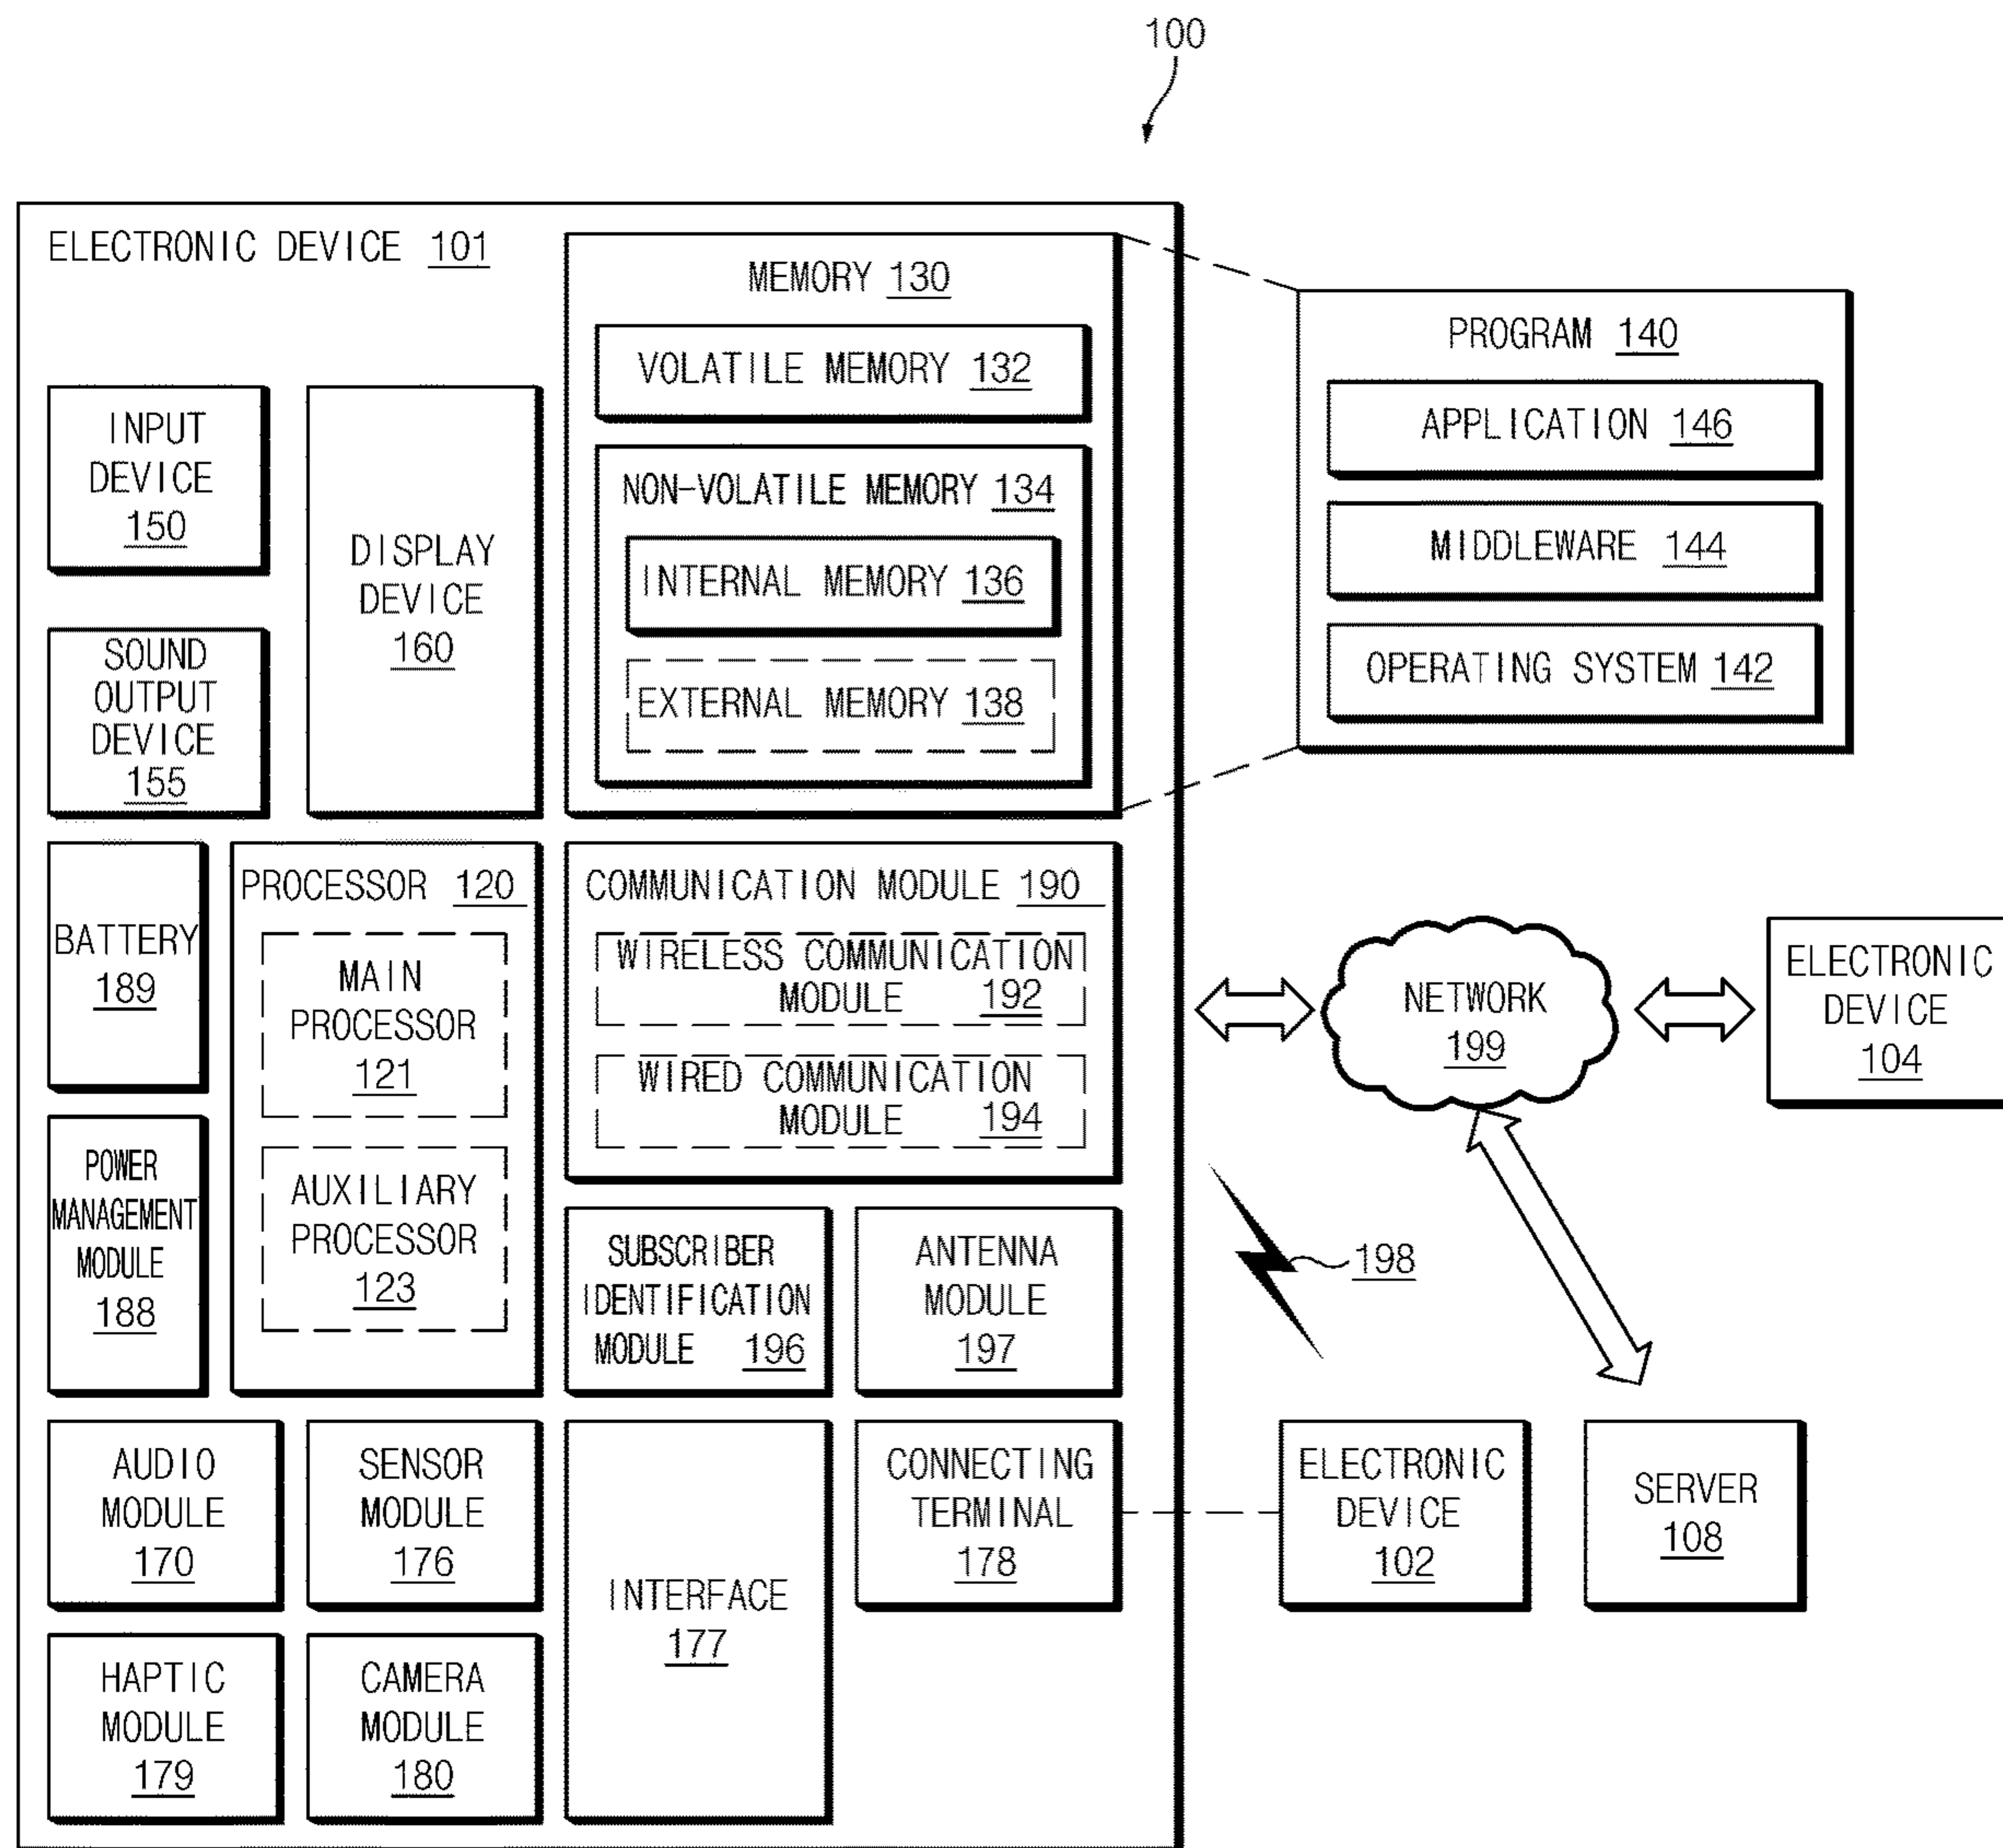 100
ELECTRONIC DEVICE 101
MEMORY 130
VOLATILE MEMORY 132
NON-VOLATILE MEMORY 134
INTERNAL MEMORY 136
EXTERNAL MEMORY 138
INPUT
DEVICE
150
SOUND
OUTPUT
DEVICE
155
DISPLAY
DEVICE
160
PROGRAM 140
APPLICATION 146
MIDDLEWARE 144
OPERATING SYSTEM 142
BATTERY
189
POWER
MANAGEMENT
MODULE
188
PROCESSOR 120
MAIN
PROCESSOR
121
AUXILIARY
PROCESSOR
123
COMMUNICATION MODULE 190
WIRELESS COMMUNICATION
MODULE 192
WIRED COMMUNICATION
MODULE 194
SUBSCRIBER
IDENTIFICATION
MODULE 196
ANTENNA
MODULE
197
NETWORK
199
ELECTRONIC
DEVICE
104
198
AUDIO
MODULE
170
SENSOR
MODULE
176
INTERFACE
177
CONNECTING
TERMINAL
178
ELECTRONIC
DEVICE
102
SERVER
108
HAPTIC
MODULE
179
CAMERA
MODULE
180